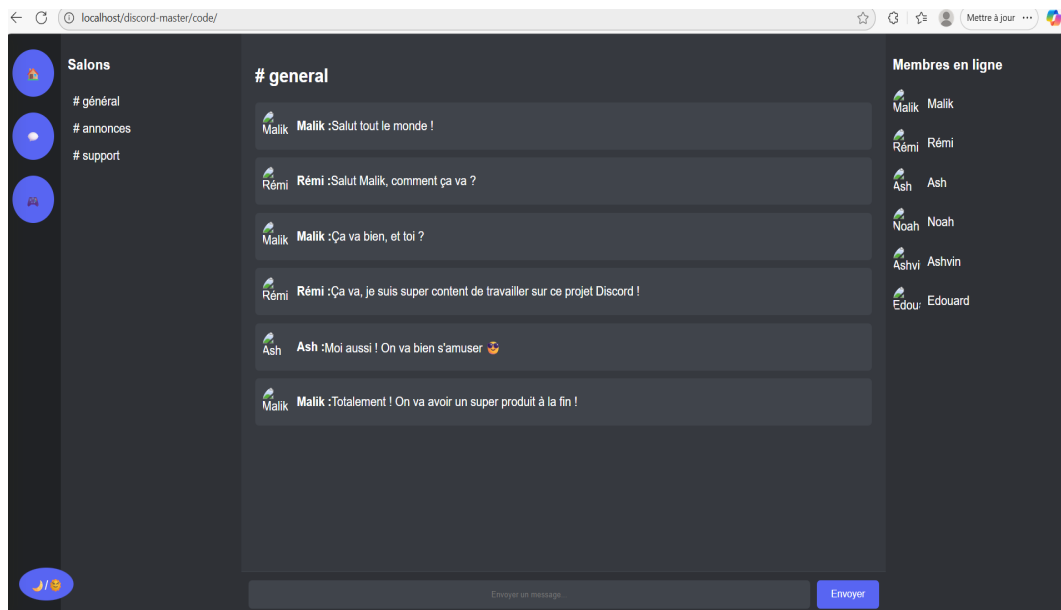 localhost/discord-master/code/
Mettre à jour
Salons
# général
# annonces
# support
# general
Malik Malik :Salut tout le monde !
Rémi Rémi :Salut Malik, comment ça va ?
Malik Malik :Ça va bien, et toi ?
Rémi Rémi :Ça va, je suis super content de travailler sur ce projet Discord !
Ash Ash :Moi aussi ! On va bien s'amuser 😎
Malik Malik :Totalement ! On va avoir un super produit à la fin !
Envoyer un message...
Envoyer
Membres en ligne
Malik Malik
Rémi Rémi
Ash Ash
Noah Noah
Ashvi Ashvin
Edou Edouard